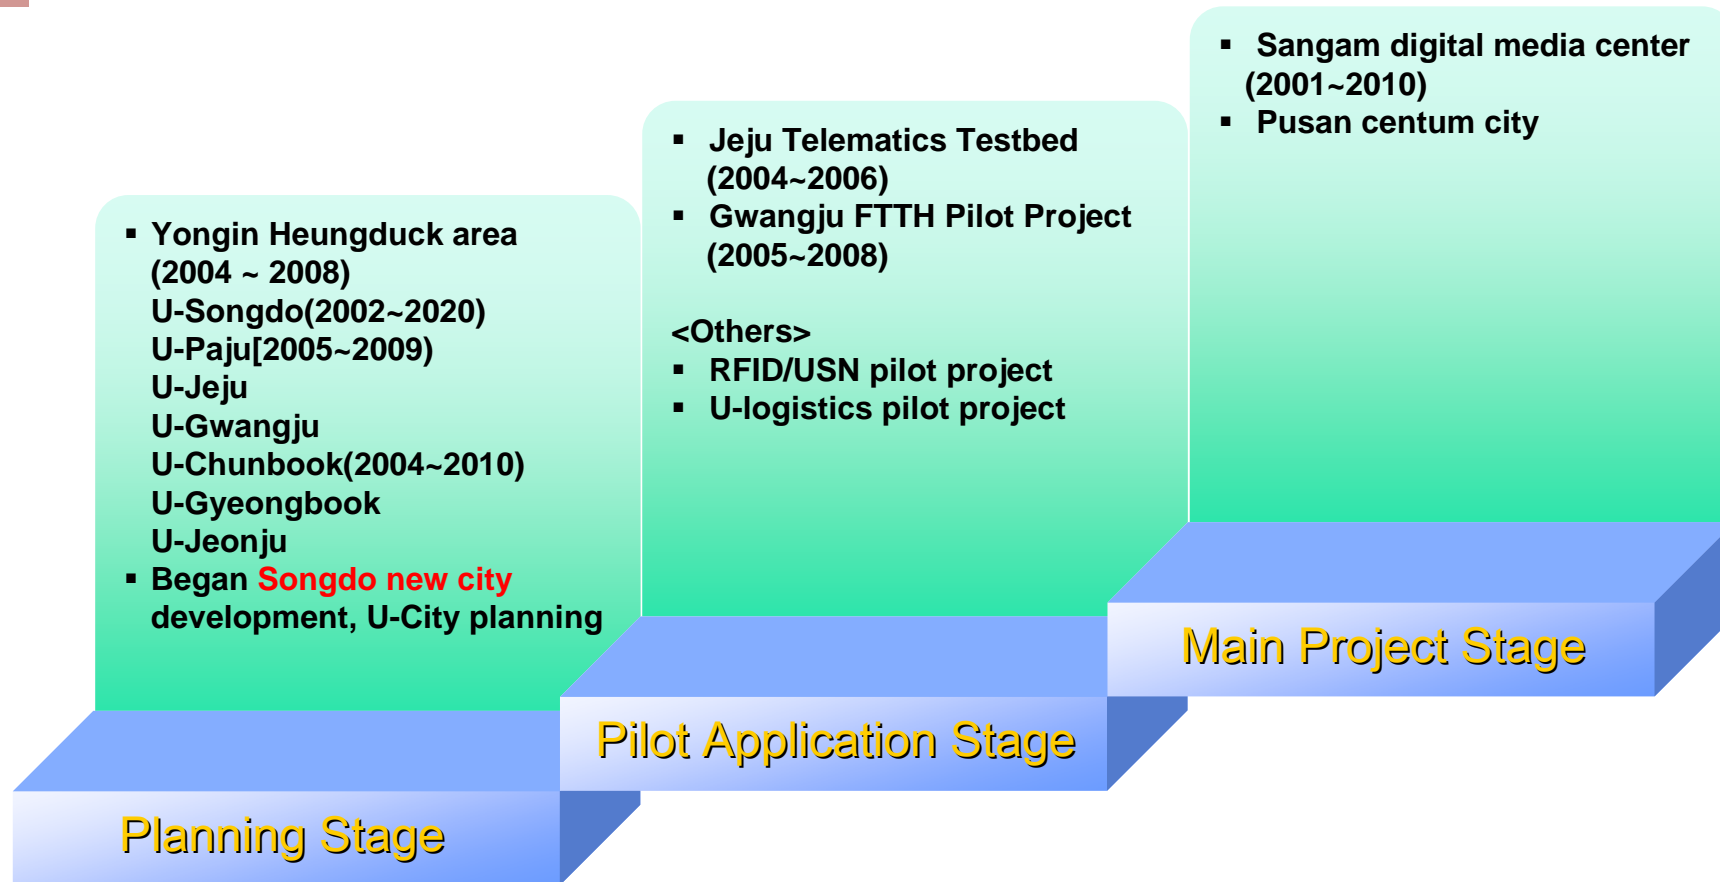 ▪ Yongin Heungduck area
(2004 ~ 2008)
U-Songdo(2002~2020)
U-Paju[2005~2009)
U-Jeju
U-Gwangju
U-Chunbook(2004~2010)
U-Gyeongbook
U-Jeonju
▪ Began Songdo new city
development, U-City planning
Planning Stage
▪ Jeju Telematics Testbed
(2004~2006)
▪ Gwangju FTTH Pilot Project
(2005~2008)
<Others>
▪ RFID/USN pilot project
▪ U-logistics pilot project
Pilot Application Stage
▪ Sangam digital media center
(2001~2010)
▪ Pusan centum city
Main Project Stage